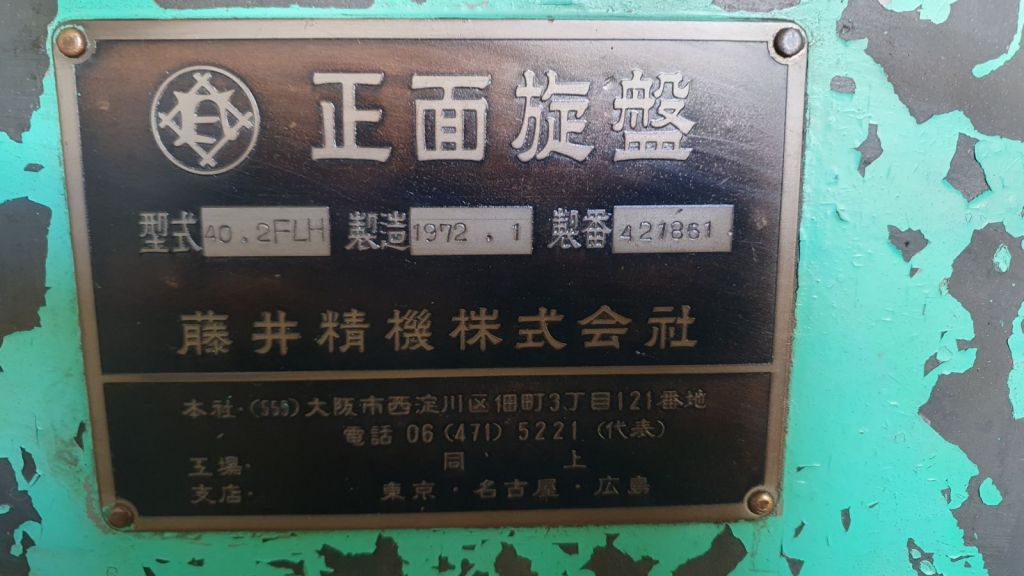 正面旋盤
型式 40.2FLH 製造 1972.1 製番 421861
藤井精機株式会社
本社・(555) 大阪市西淀川区佃町3丁目121番地
電話 06 (471) 5221 (代表)
工場・ 同 上
支店・ 東京・名古屋・広島